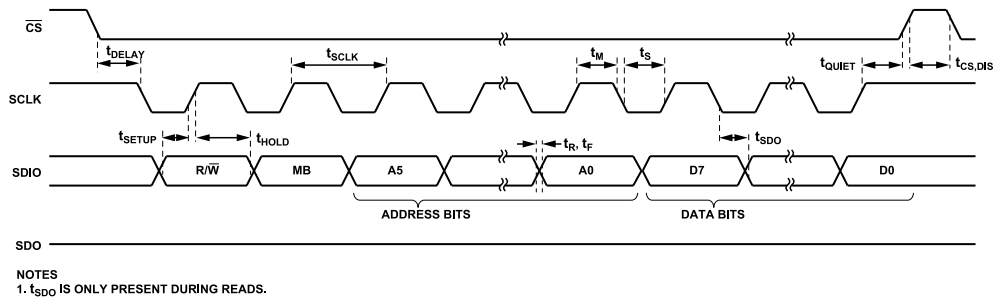 CS
tDELAY
tSCLK
tM
tS
tQUIET
tCS,DIS
SCLK
tSETUP
tHOLD
tR, tF
tSDO
SDIO
R/W
MB
A5
A0
D7
D0
ADDRESS BITS
DATA BITS
SDO
NOTES
1. tSDO IS ONLY PRESENT DURING READS.